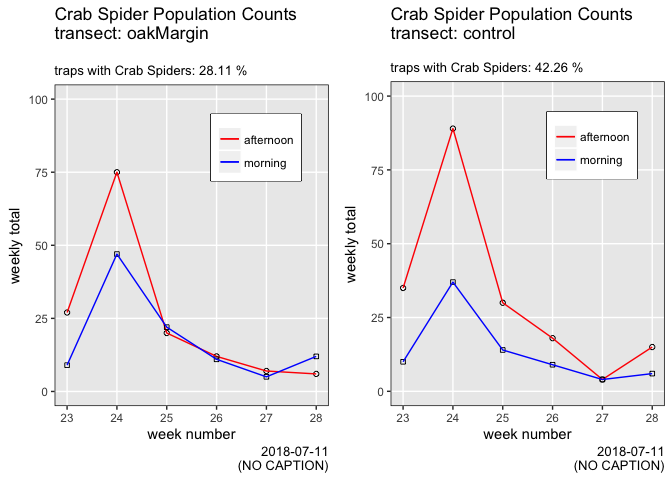 Crab Spider Population Counts
transect: oakMargin
traps with Crab Spiders: 28.11 %
100
75
50
25
0
weekly total
afternoon
morning
23 24 25 26 27 28
week number
2018-07-11
(NO CAPTION)
Crab Spider Population Counts
transect: control
traps with Crab Spiders: 42.26 %
100
75
50
25
0
weekly total
afternoon
morning
23 24 25 26 27 28
week number
2018-07-11
(NO CAPTION)